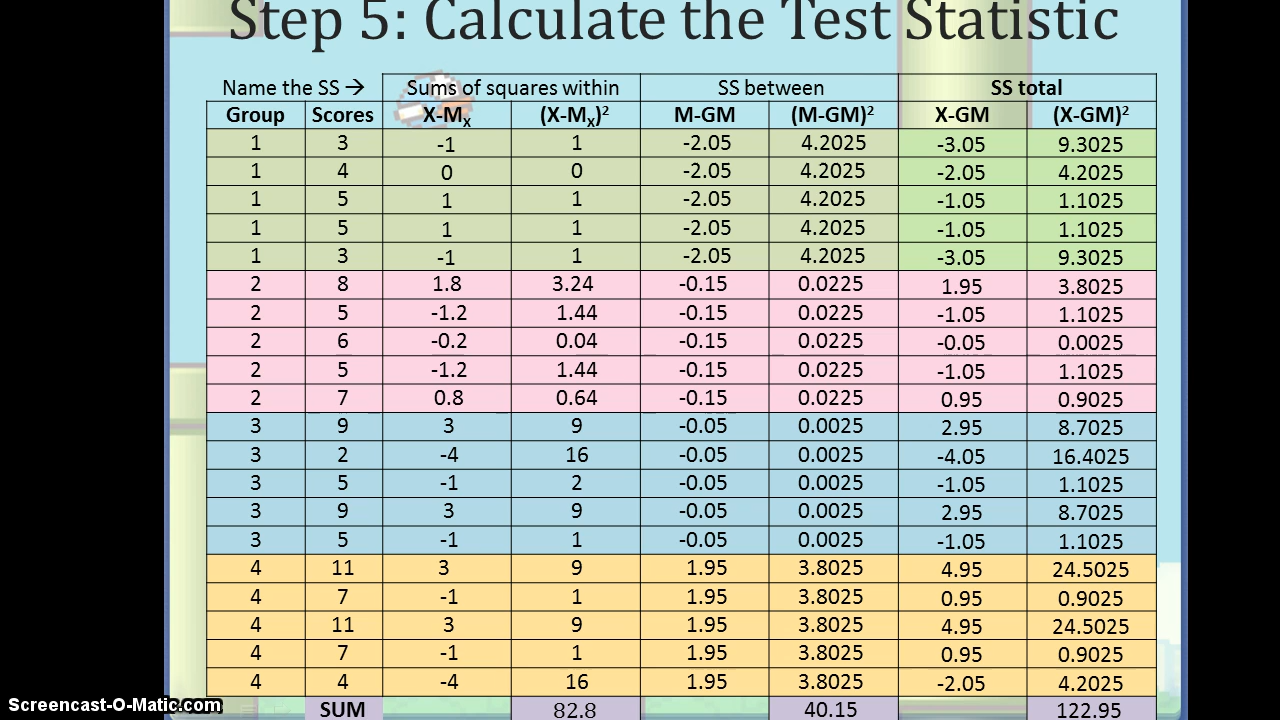 Step 5: Calculate the Test Statistic
Name the SS → Sums of squares within SS between SS total
Group Scores X-Mx (X-Mx)² M-GM (M-GM)² X-GM (X-GM)²
1 3 -1 1 -2.05 4.2025 -3.05 9.3025
1 4 0 0 -2.05 4.2025 -2.05 4.2025
1 5 1 1 -2.05 4.2025 -1.05 1.1025
1 5 1 1 -2.05 4.2025 -1.05 1.1025
1 3 -1 1 -2.05 4.2025 -3.05 9.3025
2 8 1.8 3.24 -0.15 0.0225 1.95 3.8025
2 5 -1.2 1.44 -0.15 0.0225 -1.05 1.1025
2 6 -0.2 0.04 -0.15 0.0225 -0.05 0.0025
2 5 -1.2 1.44 -0.15 0.0225 -1.05 1.1025
2 7 0.8 0.64 -0.15 0.0225 0.95 0.9025
3 9 3 9 -0.05 0.0025 2.95 8.7025
3 2 -4 16 -0.05 0.0025 -4.05 16.4025
3 5 -1 2 -0.05 0.0025 -1.05 1.1025
3 9 3 9 -0.05 0.0025 2.95 8.7025
3 5 -1 1 -0.05 0.0025 -1.05 1.1025
4 11 3 9 1.95 3.8025 4.95 24.5025
4 7 -1 1 1.95 3.8025 0.95 0.9025
4 11 3 9 1.95 3.8025 4.95 24.5025
4 7 -1 1 1.95 3.8025 0.95 0.9025
4 4 -4 16 1.95 3.8025 -2.05 4.2025
SUM 82.8 40.15 122.95
Screencast-O-Matic.com